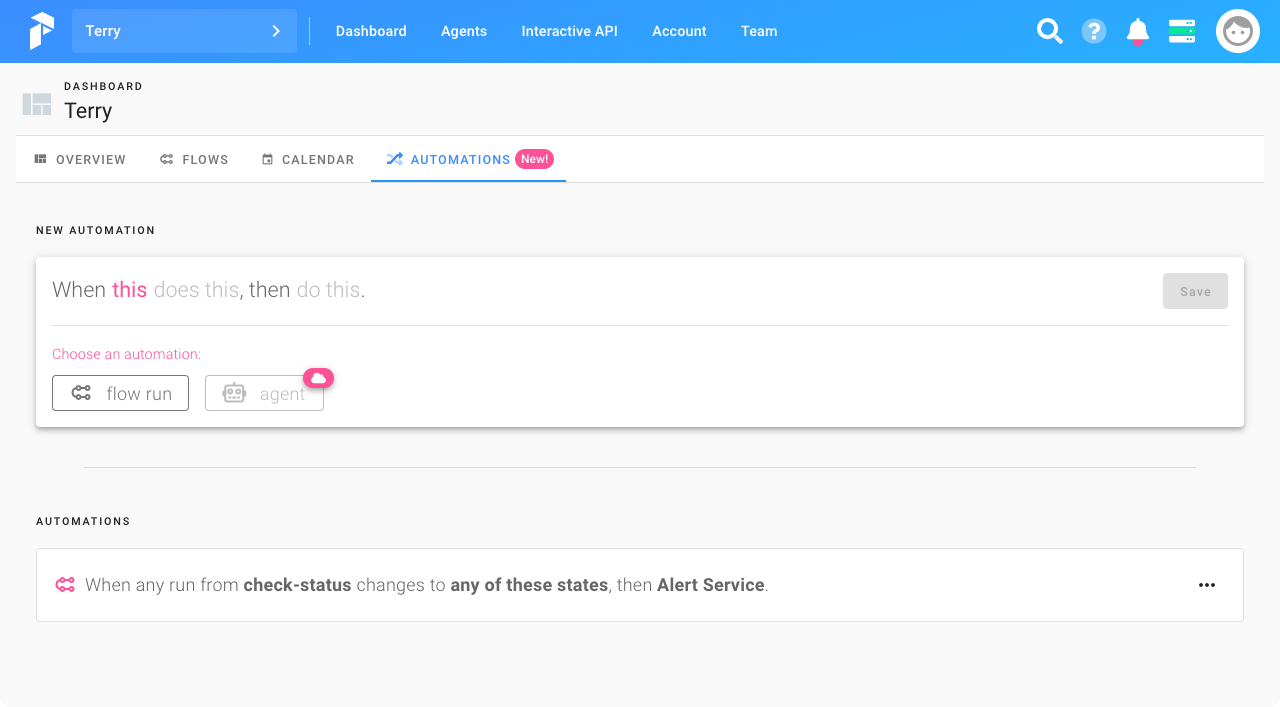 Terry
Dashboard Agents Interactive API Account Team
?
DASHBOARD
Terry
OVERVIEW FLOWS CALENDAR AUTOMATIONS New!
NEW AUTOMATION
When this does this, then do this.
Save
Choose an automation:
flow run agent
AUTOMATIONS
When any run from check-status changes to any of these states, then Alert Service.